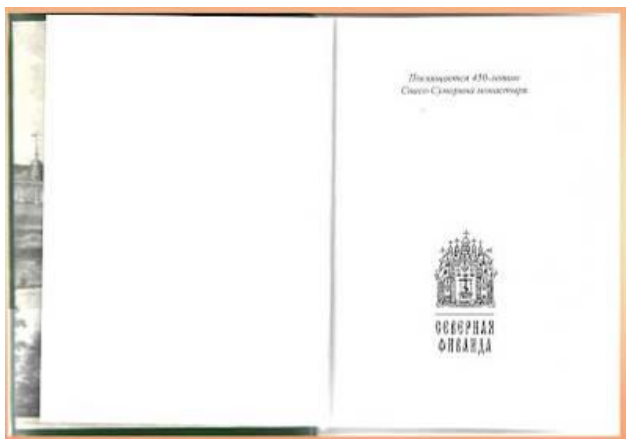 Посвящается 450-летию
Спасо-Суморина монастыря
СЕВЕРНАЯ
ФИВАИДА